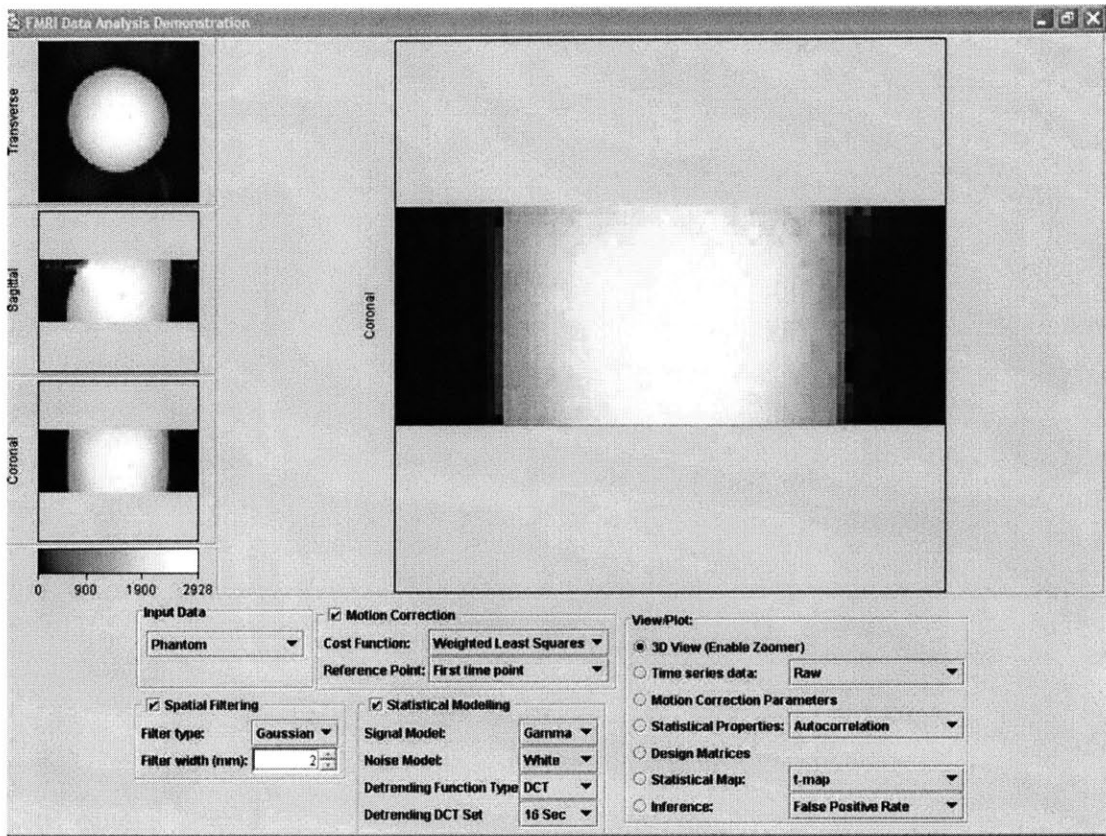 FMRI Data Analysis Demonstration
Transverse
Sagittal
Coronal
0 900 1900 2928
Coronal
Input Data
Phantom
Motion Correction
Cost Function: Weighted Least Squares
Reference Point: First time point
Spatial Filtering
Filter type: Gaussian
Filter width (mm): 2
Statistical Modelling
Signal Model: Gamma
Noise Model: White
Detrending Function Type DCT
Detrending DCT Set 16 Sec
View/Plot:
3D View (Enable Zoomer)
Time series data: Raw
Motion Correction Parameters
Statistical Properties: Autocorrelation
Design Matrices
Statistical Map: t-map
Inference: False Positive Rate